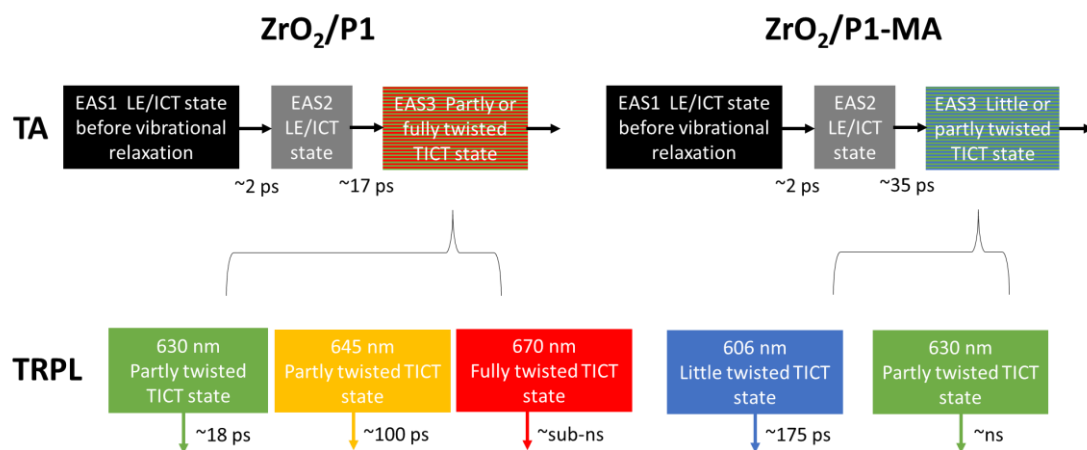 ZrO2/P1
ZrO2/P1-MA
TA
EAS1 LE/ICT state
before vibrational
relaxation
EAS2
LE/ICT
state
EAS3 Partly or
fully twisted
TICT state
~2 ps
~17 ps
EAS1 LE/ICT state
before vibrational
relaxation
EAS2
LE/ICT
state
EAS3 Little or
partly twisted
TICT state
~2 ps
~35 ps
TRPL
630 nm
Partly twisted
TICT state
645 nm
Partly twisted TICT
state
670 nm
Fully twisted TICT
state
606 nm
Little twisted TICT
state
630 nm
Partly twisted TICT
state
~18 ps
~100 ps
~sub-ns
~175 ps
~ns